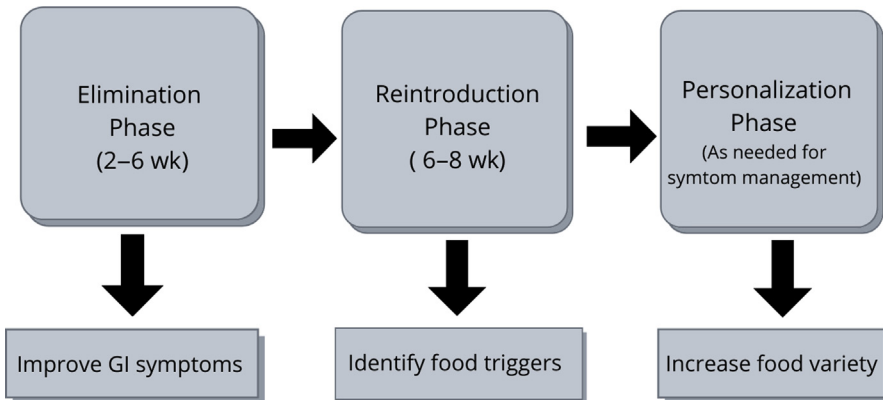 Elimination
Phase
(2–6 wk)
Reintroduction
Phase
( 6–8 wk)
Personalization
Phase
(As needed for
symtom management)
Improve GI symptoms
Identify food triggers
Increase food variety